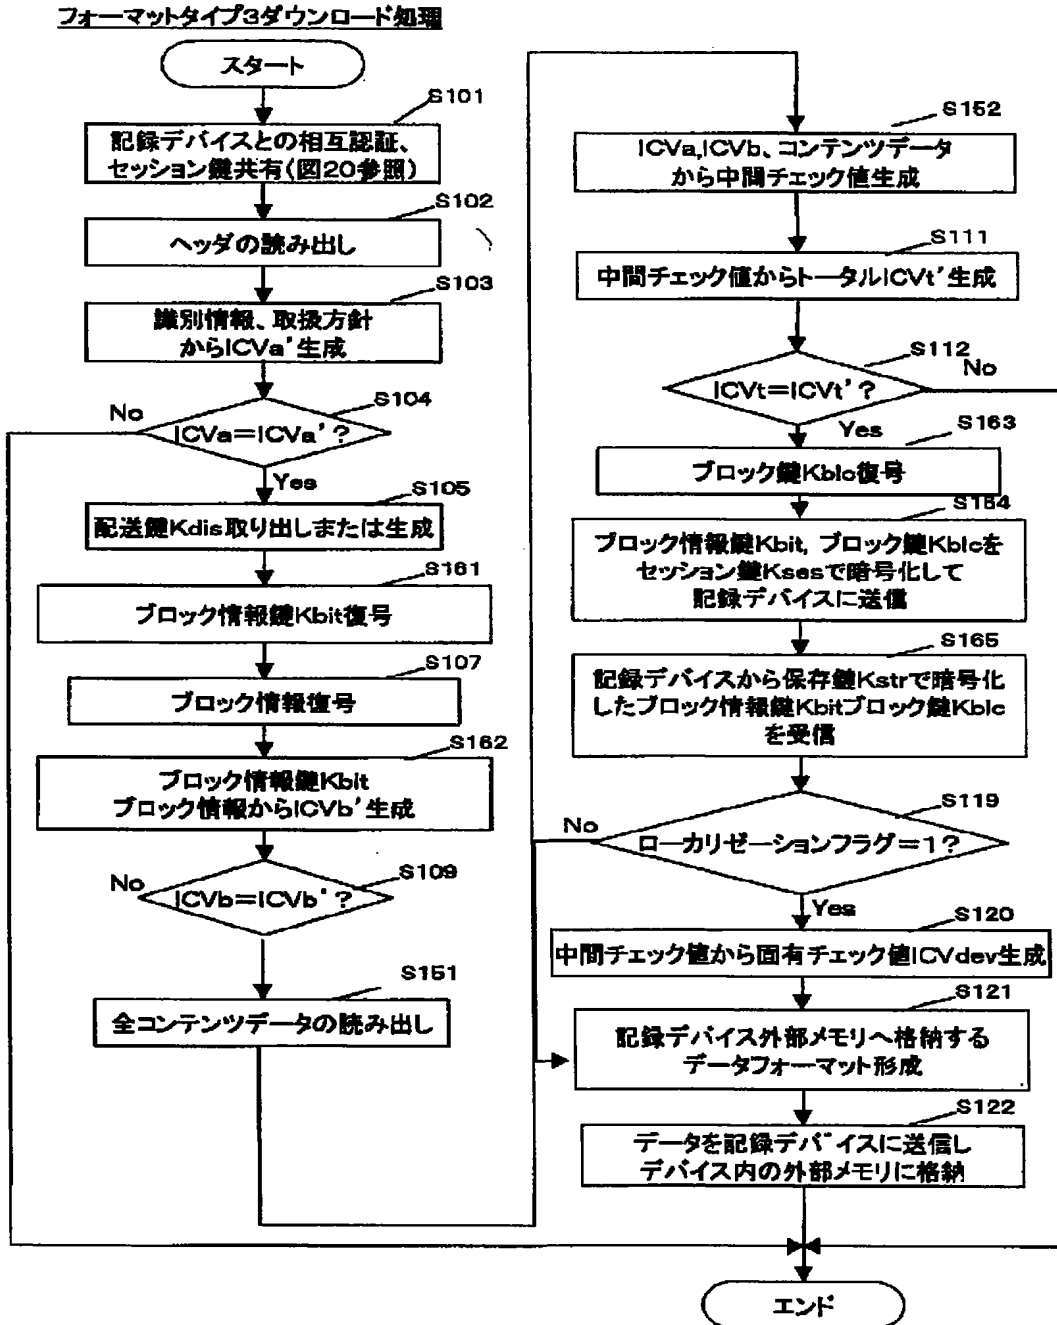 フォーマットタイプ3ダウンロード処理
スタート
S101
記録デバイスとの相互認証、
セッション鍵共有(図20参照)
S102
ヘッダの読み出し
S103
識別情報、取扱方針
からICVa'生成
S104
No
ICVa=ICVa'?
Yes
S105
配送鍵Kdis取り出しまたは生成
S161
ブロック情報鍵Kbit復号
S107
ブロック情報復号
S162
ブロック情報鍵Kbit
ブロック情報からICVb'生成
S109
No
ICVb=ICVb'?
S151
全コンテンツデータの読み出し
S152
ICVa,ICVb、コンテンツデータ
から中間チェック値生成
S111
中間チェック値からトータルICVt'生成
S112
No
ICVt=ICVt'?
Yes
S163
ブロック鍵Kblc復号
S164
ブロック情報鍵Kbit, ブロック鍵Kblcを
セッション鍵Ksesで暗号化して
記録デバイスに送信
S165
記録デバイスから保存鍵Kstrで暗号化
したブロック情報鍵Kbitブロック鍵Kblc
を受信
S119
No
ローカリゼーションフラグ=1?
Yes
S120
中間チェック値から固有チェック値ICVdev生成
S121
記録デバイス外部メモリへ格納する
データフォーマット形成
S122
データを記録デバイスに送信し
デバイス内の外部メモリに格納
エンド